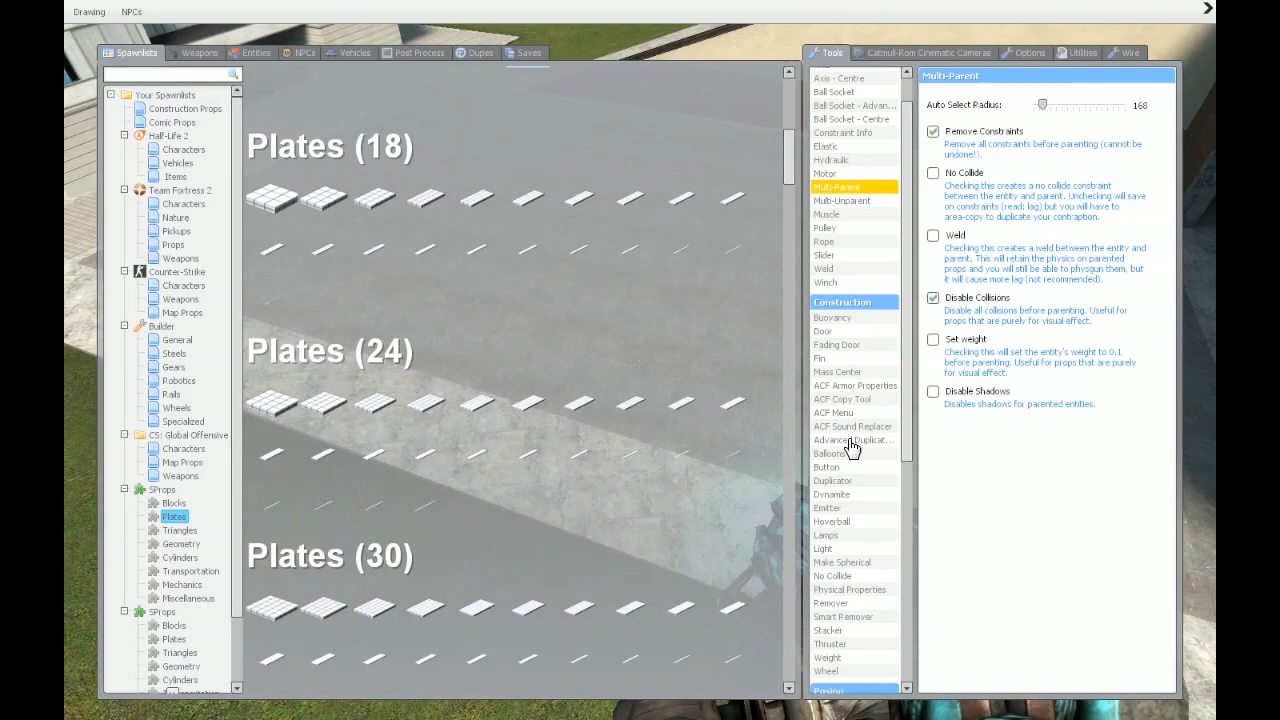 Drawing NPCs
Spawnlists Weapons Entities NPCs Vehicles Post Process Dupes Saves
Your Spawnlists
Construction Props
Comic Props
Half-Life 2
Characters
Vehicles
Items
Team Fortress 2
Characters
Nature
Pickups
Props
Weapons
Counter-Strike
Characters
Weapons
Map Props
Builder
General
Steels
Gears
Robotics
Rails
Wheels
Specialized
CS: Global Offensive
Characters
Map Props
Weapons
SProps
Blocks
Plates
Triangles
Geometry
Cylinders
Transportation
Mechanics
Miscellaneous
SProps
Blocks
Plates
Triangles
Geometry
Cylinders
Plates (18)
Plates (24)
Plates (30)
Tools Catmull-Rom Cinematic Cameras Options Utilities Wire
Axis - Centre
Ball Socket
Ball Socket - Advan...
Ball Socket - Centre
Constraint Info
Elastic
Hydraulic
Motor
Multi-Parent
Multi-Unparent
Muscle
Pulley
Rope
Slider
Weld
Winch
Construction
Buoyancy
Door
Fading Door
Fin
Mass Center
ACF Armor Properties
ACF Copy Tool
ACF Menu
ACF Sound Replacer
Advanced Duplicat...
Balloons
Button
Duplicator
Dynamite
Emitter
Hoverball
Lamps
Light
Make Spherical
No Collide
Physical Properties
Remover
Smart Remover
Stacker
Thruster
Weight
Wheel
Multi-Parent
Auto Select Radius: 168
Remove Constraints
Remove all constraints before parenting (cannot be
undone!).
No Collide
Checking this creates a no collide constraint
between the entity and parent. Unchecking will save
on constraints (read: lag) but you will have to
area-copy to duplicate your contraption.
Weld
Checking this creates a weld between the entity and
parent. This will retain the physics on parented
props and you will still be able to physgun them, but
it will cause more lag (not recommended).
Disable Collisions
Disable all collisions before parenting. Useful for
props that are purely for visual effect.
Set weight
Checking this will set the entity's weight to 0.1
before parenting. Useful for props that are purely
for visual effect.
Disable Shadows
Disables shadows for parented entities.